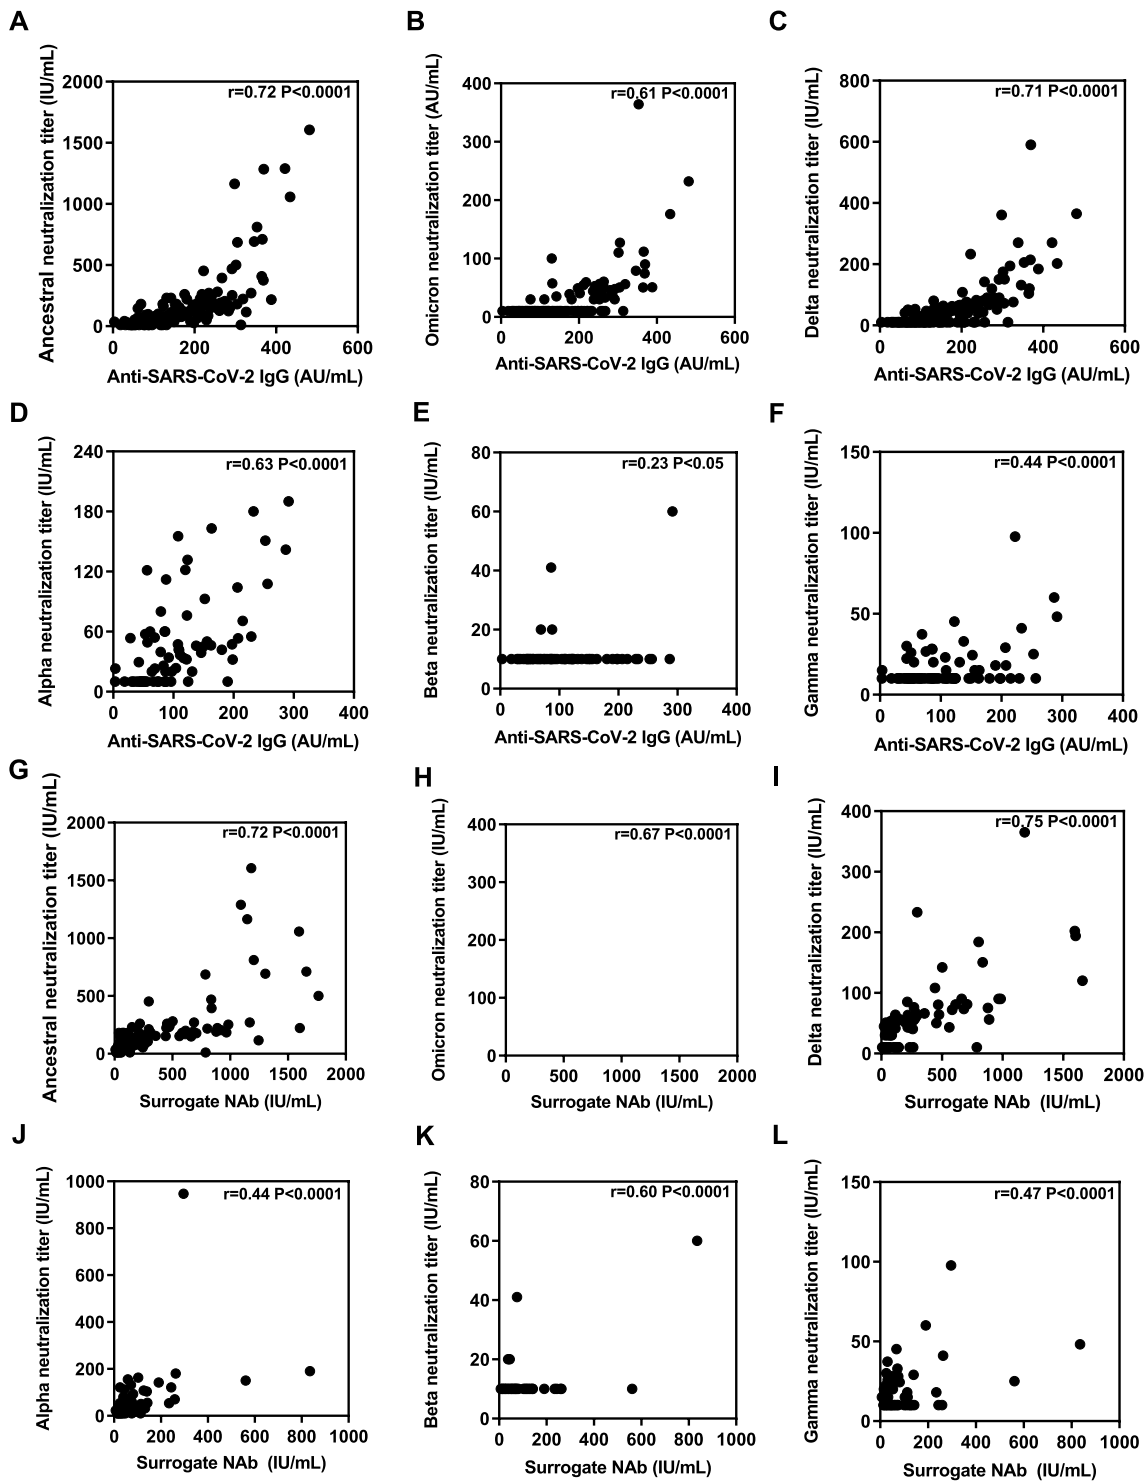 A
B
C
Ancestral neutralization titer (IU/mL)
2000
1500
1000
500
0
r=0.72 P<0.0001
0 200 400 600
Anti-SARS-CoV-2 IgG (AU/mL)
Omicron neutralization titer (AU/mL)
400
300
200
100
0
r=0.61 P<0.0001
0 200 400 600
Anti-SARS-CoV-2 IgG (AU/mL)
Delta neutralization titer (IU/mL)
800
600
400
200
0
r=0.71 P<0.0001
0 200 400 600
Anti-SARS-CoV-2 IgG (AU/mL)
D
E
F
Alpha neutralization titer (IU/mL)
240
180
120
60
0
r=0.63 P<0.0001
0 100 200 300 400
Anti-SARS-CoV-2 IgG (AU/mL)
Beta neutralization titer (IU/mL)
80
60
40
20
0
r=0.23 P<0.05
0 100 200 300 400
Anti-SARS-CoV-2 IgG (AU/mL)
Gamma neutralization titer (IU/mL)
150
100
50
0
r=0.44 P<0.0001
0 100 200 300 400
Anti-SARS-CoV-2 IgG (AU/mL)
G
H
I
Ancestral neutralization titer (IU/mL)
2000
1500
1000
500
0
r=0.72 P<0.0001
0 500 1000 1500 2000
Surrogate NAb (IU/mL)
Omicron neutralization titer (IU/mL)
400
300
200
100
0
r=0.67 P<0.0001
0 500 1000 1500 2000
Surrogate NAb (IU/mL)
Delta neutralization titer (IU/mL)
400
300
200
100
0
r=0.75 P<0.0001
0 500 1000 1500 2000
Surrogate NAb (IU/mL)
J
K
L
Alpha neutralization titer (IU/mL)
1000
800
600
400
200
0
r=0.44 P<0.0001
0 200 400 600 800 1000
Surrogate NAb (IU/mL)
Beta neutralization titer (IU/mL)
80
60
40
20
0
r=0.60 P<0.0001
0 200 400 600 800 1000
Surrogate NAb (IU/mL)
Gamma neutralization titer (IU/mL)
150
100
50
0
r=0.47 P<0.0001
0 200 400 600 800 1000
Surrogate NAb (IU/mL)